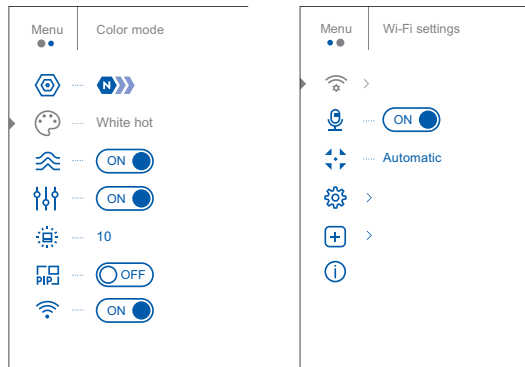 Menu
Color mode
N
White hot
ON
ON
10
PIP
OFF
ON
Menu
Wi-Fi settings
ON
Automatic